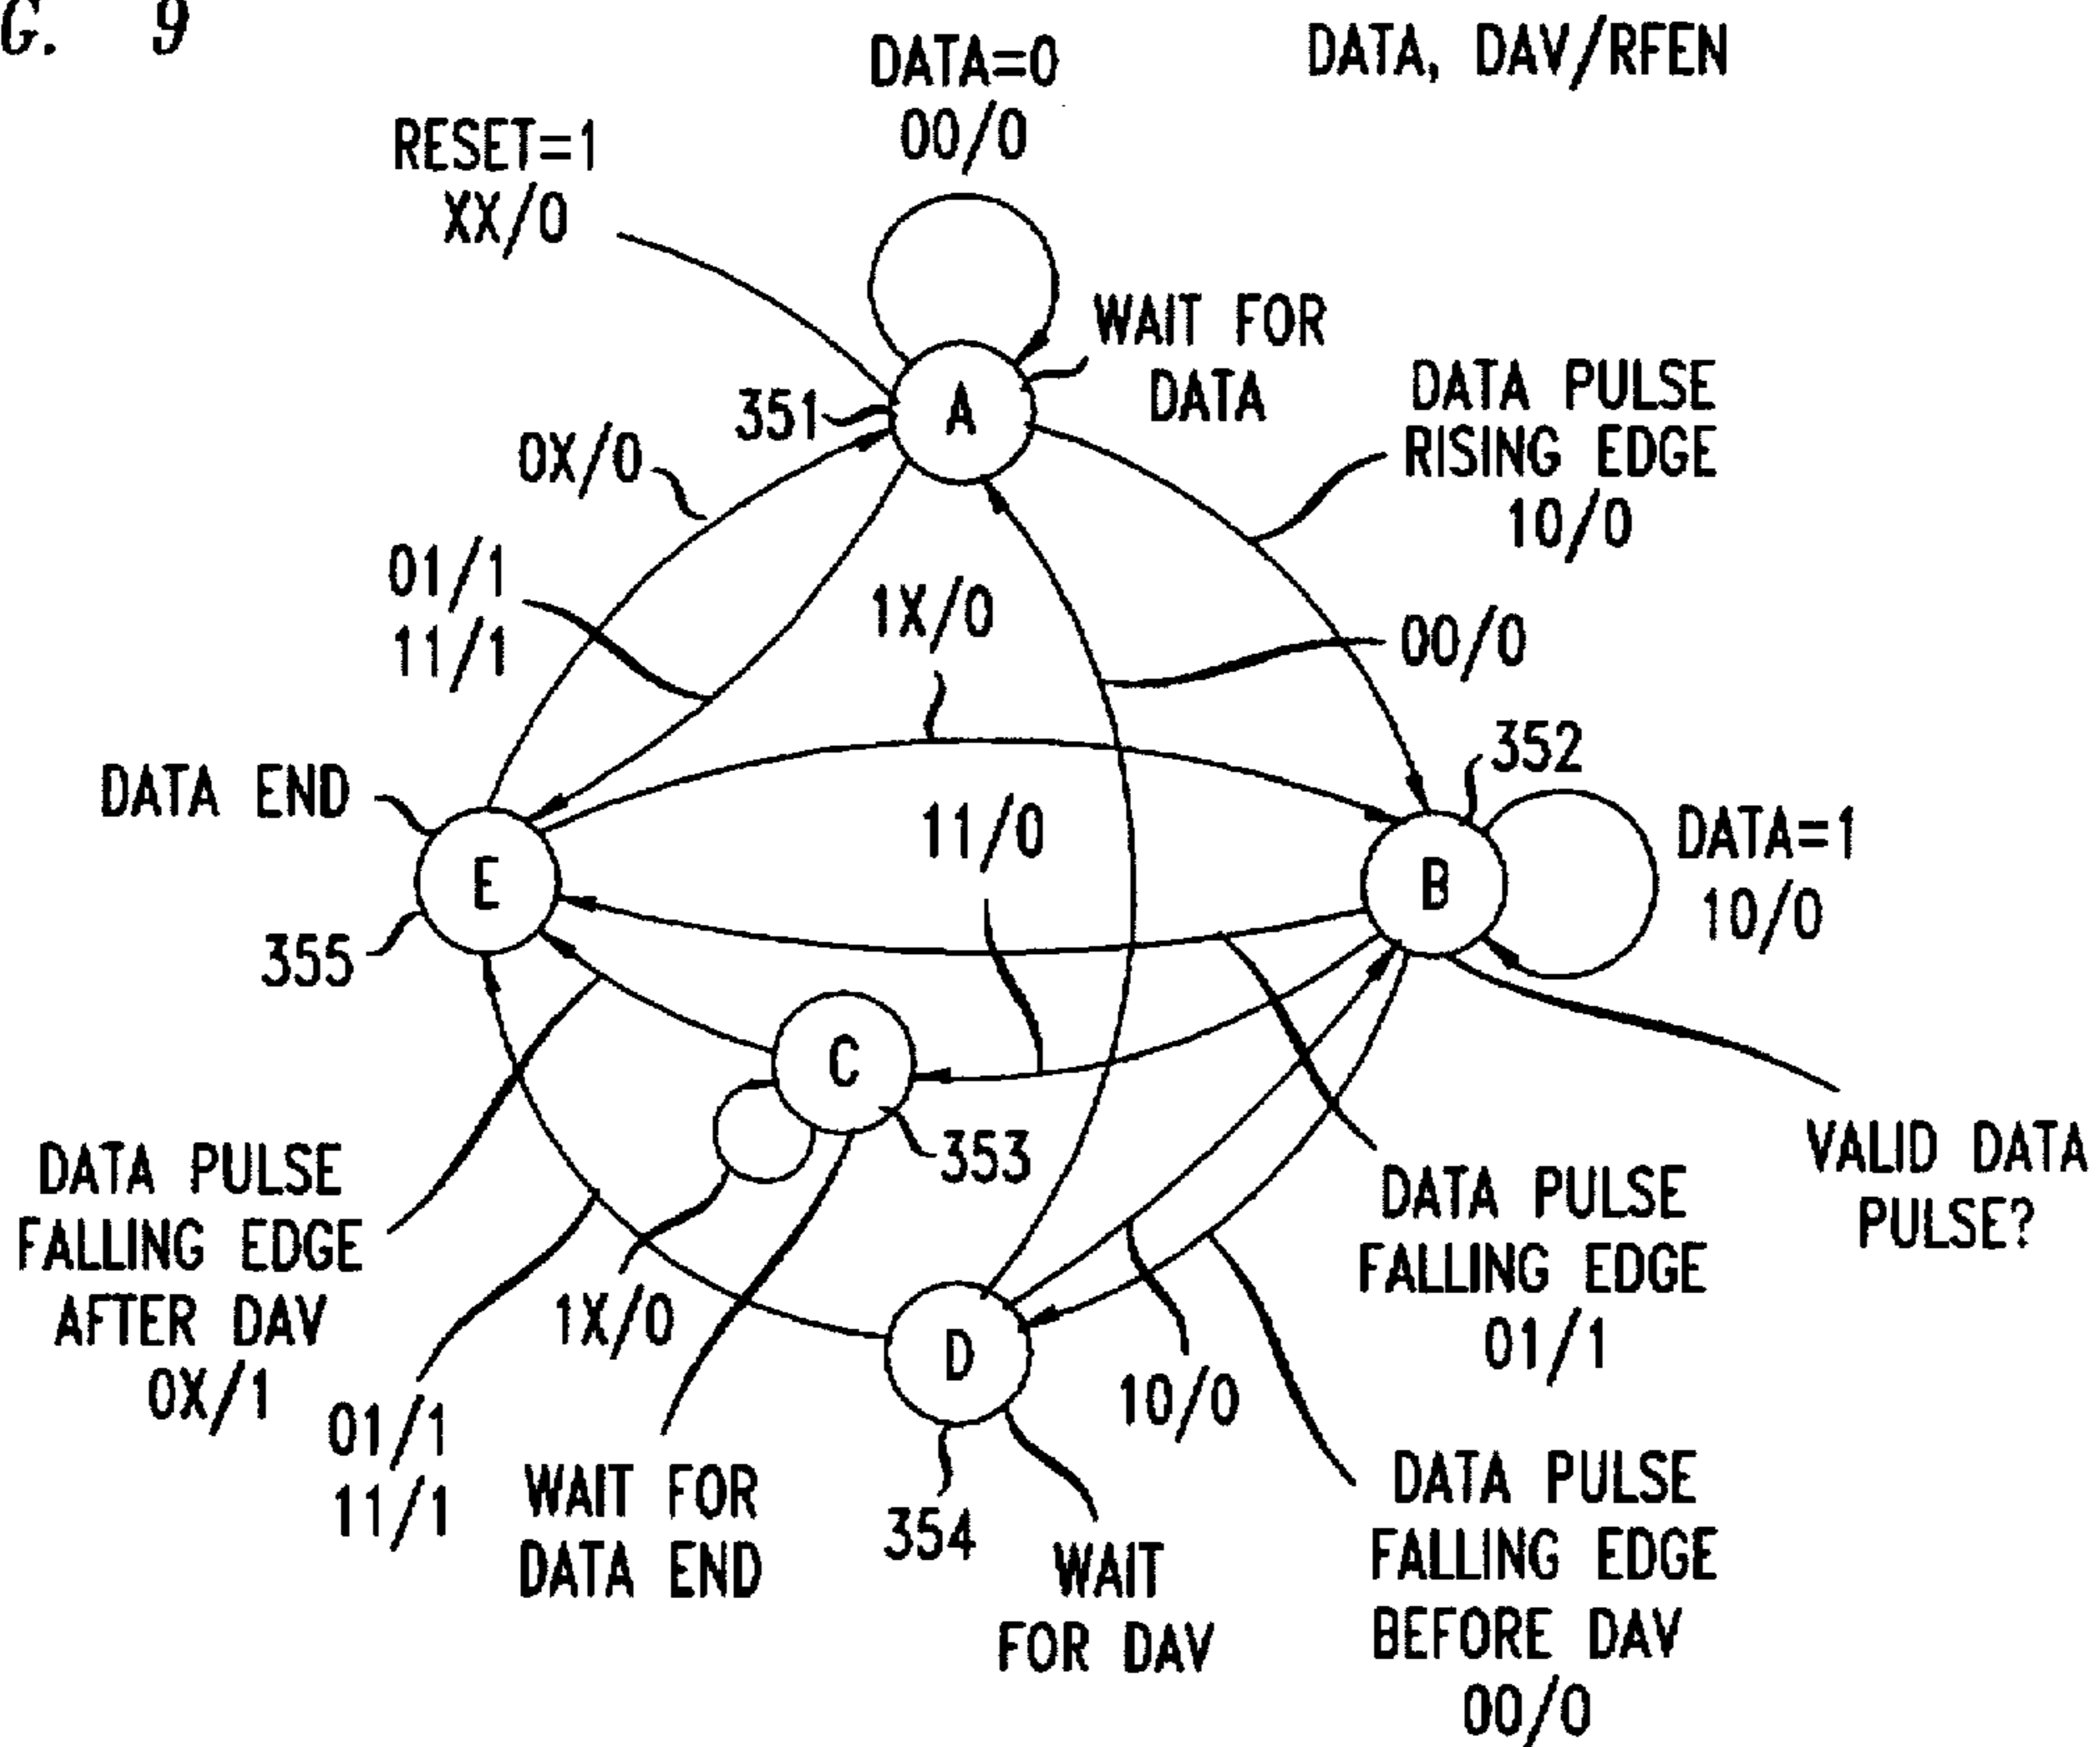 G. 9
DATA, DAV/RFEN
DATA=0
00/0
RESET=1
XX/0
WAIT FOR
DATA
A
351
DATA PULSE
RISING EDGE
10/0
0X/0
01/1
11/1
1X/0
00/0
352
DATA END
E
355
11/0
B
DATA=1
10/0
C
353
VALID DATA
PULSE?
DATA PULSE
FALLING EDGE
AFTER DAV
0X/1
DATA PULSE
FALLING EDGE
01/1
1X/0
01/1
11/1
WAIT FOR
DATA END
D
354
WAIT
FOR DAV
10/0
DATA PULSE
FALLING EDGE
BEFORE DAV
00/0